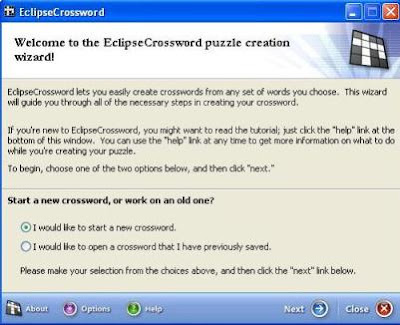 EclipseCrossword
Welcome to the EclipseCrossword puzzle creation
wizard!
EclipseCrossword lets you easily create crosswords from any set of words you choose. This wizard
will guide you through all of the necessary steps in creating your crossword.
If you're new to EclipseCrossword, you might want to read the tutorial; just click the "help" link at the
bottom of this window. You can use the "help" link at any time to get more information on what to do
while you're creating your puzzle.
To begin, choose one of the two options below, and then click "next."
Start a new crossword, or work on an old one?
I would like to start a new crossword.
I would like to open a crossword that I have previously saved.
Please make your selection from the choices above, and then click the "next" link below.
About Options Help Next Close